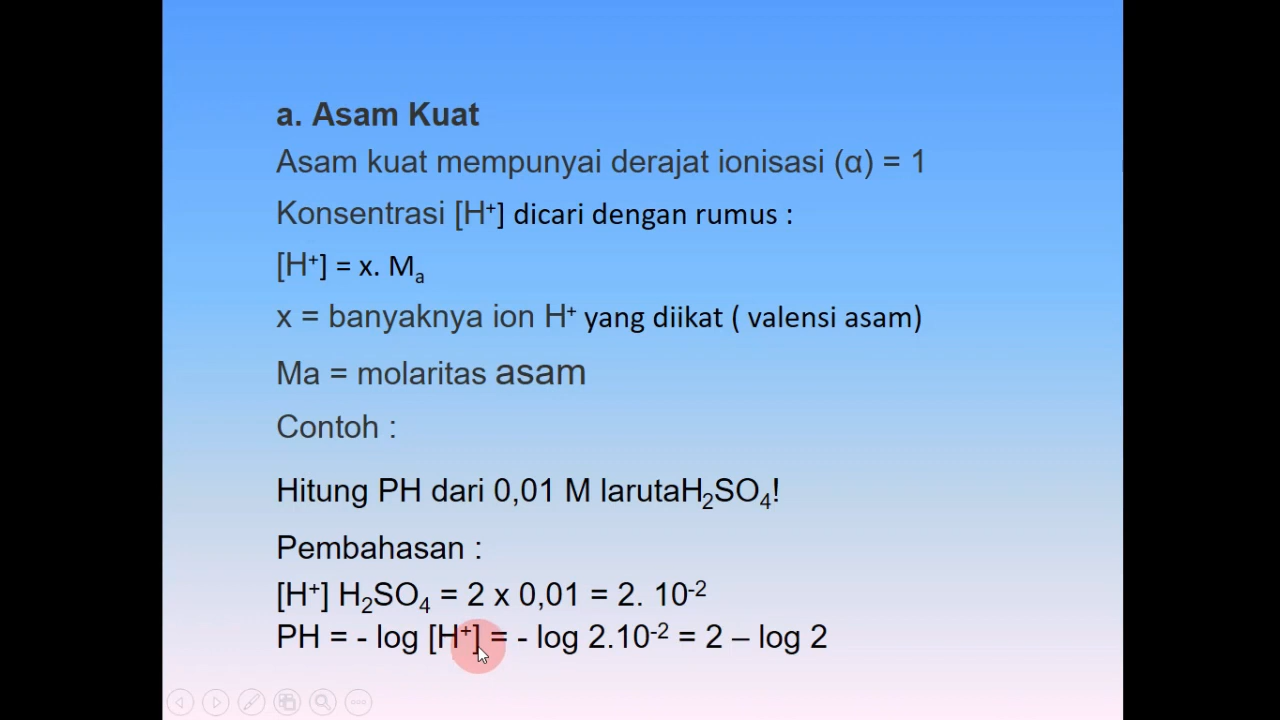 a. Asam Kuat
Asam kuat mempunyai derajat ionisasi (α) = 1
Konsentrasi [H⁺] dicari dengan rumus :
[H⁺] = x. Mₐ
x = banyaknya ion H⁺ yang diikat ( valensi asam)
Ma = molaritas asam
Contoh :
Hitung PH dari 0,01 M larutaH₂SO₄!
Pembahasan :
[H⁺] H₂SO₄ = 2 x 0,01 = 2. 10⁻²
PH = - log [H⁺] = - log 2.10⁻² = 2 – log 2